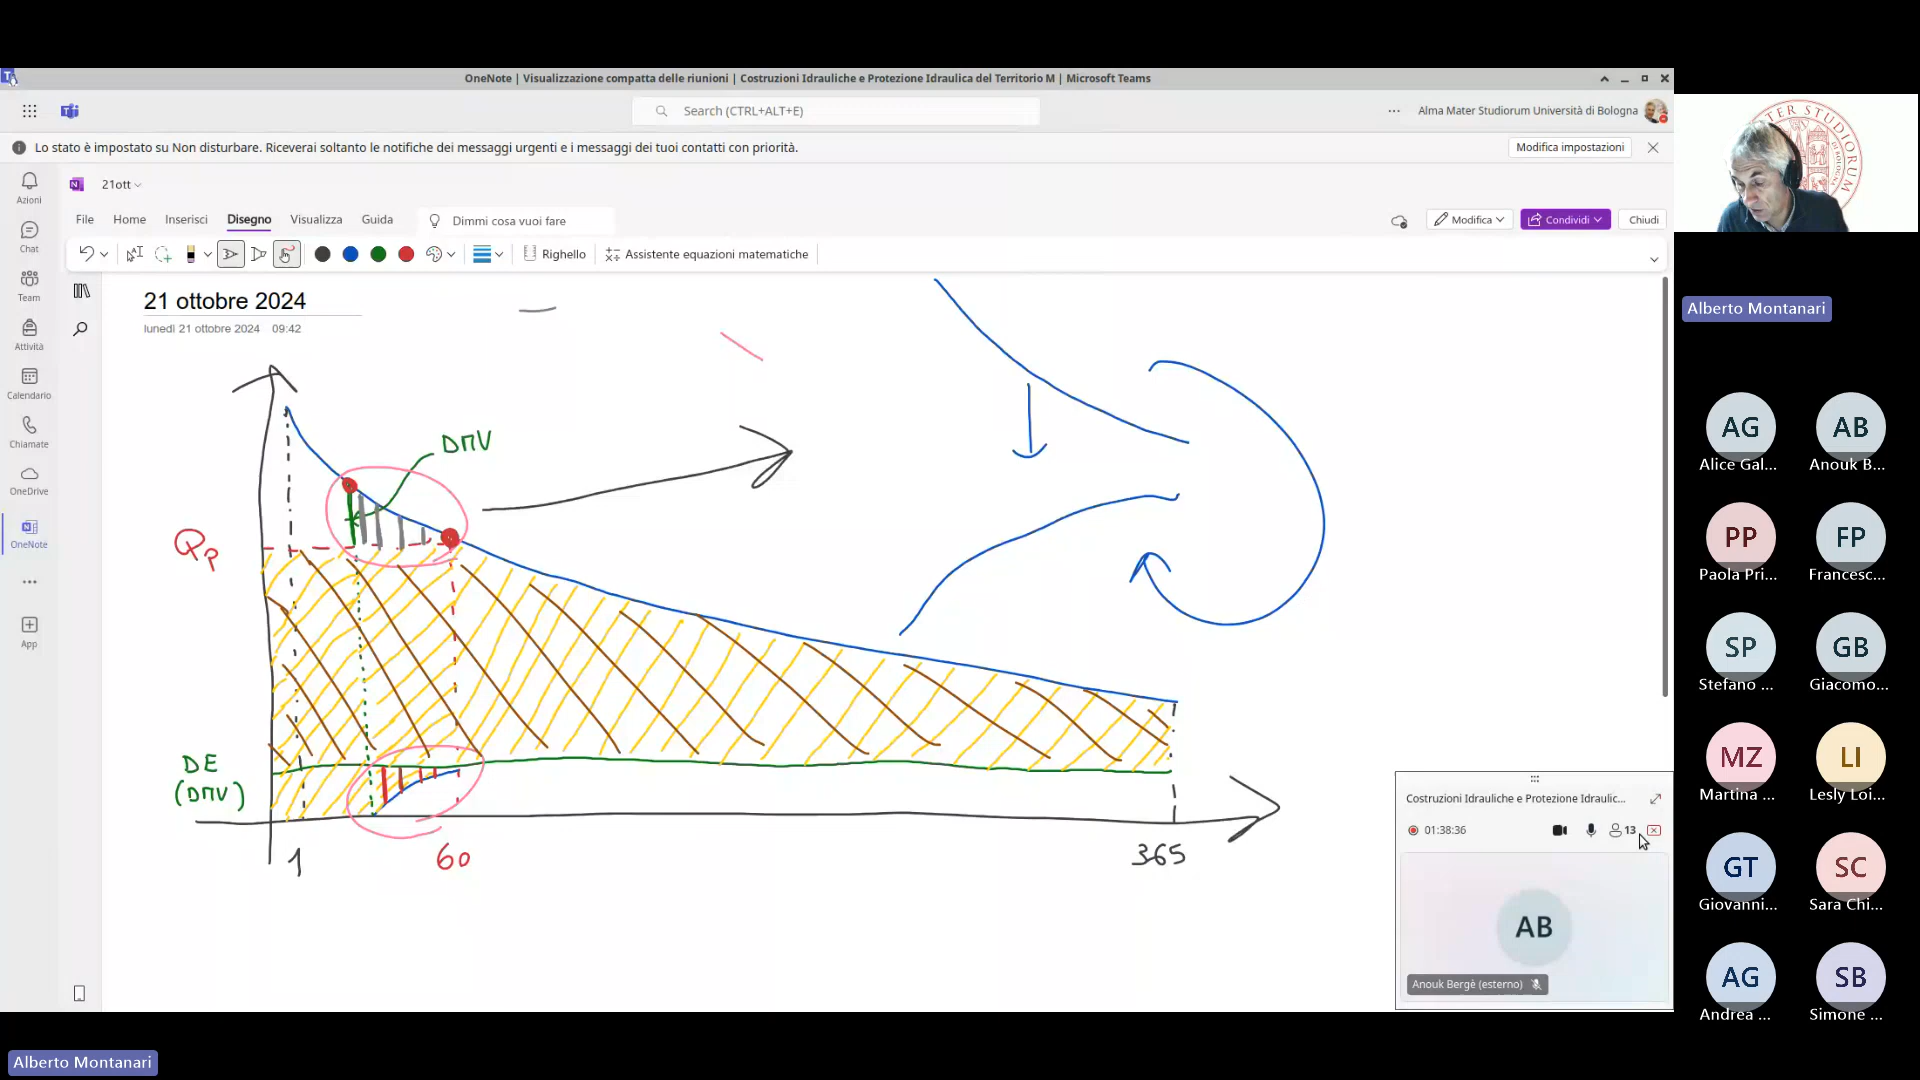 OneNote | Visualizzazione compatta delle riunioni | Costruzioni Idrauliche e Protezione Idraulica del Territorio M | Microsoft Teams
Search (CTRL+ALT+E)
Alma Mater Studiorum Università di Bologna
Lo stato è impostato su Non disturbare. Riceverai soltanto le notifiche dei messaggi urgenti e i messaggi dei tuoi contatti con priorità.
Modifica impostazioni
Azioni
Chat
Team
Attività
Calendario
Chiamate
OneDrive
OneNote
App
21ott
File Home Inserisci Disegno Visualizza Guida
Dimmi cosa vuoi fare
Modifica
Condividi
Chiudi
Righello
Assistente equazioni matematiche
21 ottobre 2024
lunedì 21 ottobre 2024 09:42
DMV
Qp
DE
(DMV)
1
60
365
Costruzioni Idrauliche e Protezione Idraulic...
01:38:36
13
AB
Anouk Bergè (esterno)
Alberto Montanari
AG
Alice Gal...
AB
Anouk B...
PP
Paola Pri...
FP
Francesc...
SP
Stefano ...
GB
Giacomo...
MZ
Martina ...
LI
Lesly Loi...
GT
Giovanni...
SC
Sara Chi...
AG
Andrea ...
SB
Simone ...
Alberto Montanari